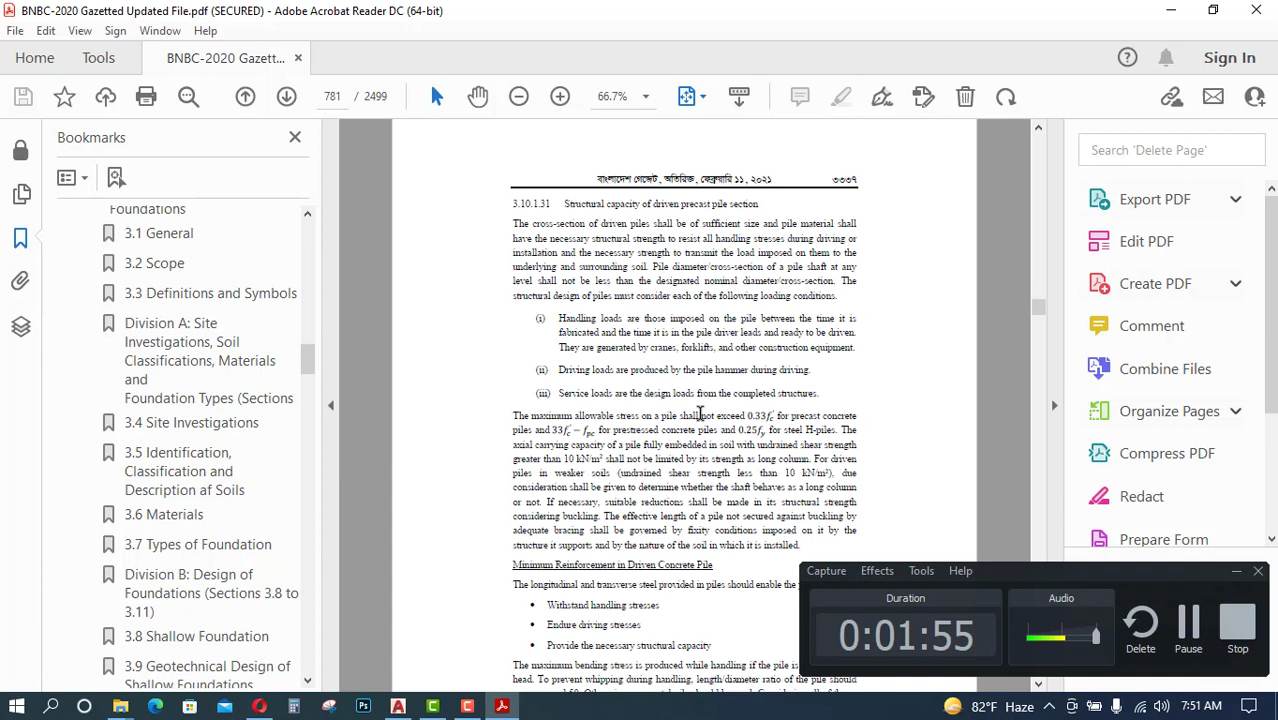 BNBC-2020 Gazetted Updated File.pdf (SECURED) - Adobe Acrobat Reader DC (64-bit)
File Edit View Sign Window Help
Home Tools BNBC-2020 Gazett... Sign In
781 / 2499 66.7%
Bookmarks
Foundations
3.1 General
3.2 Scope
3.3 Definitions and Symbols
Division A: Site
Investigations, Soil
Classifications, Materials
and
Foundation Types (Sections
3.4 Site Investigations
3.5 Identification,
Classification and
Description af Soils
3.6 Materials
3.7 Types of Foundation
Division B: Design of
Foundations (Sections 3.8 to
3.11)
3.8 Shallow Foundation
3.9 Geotechnical Design of
Shallow Foundations
বাংলাদেশ গেজেট, অতিরিক্ত, ফেব্রুয়ারি ১১, ২০২১ ৩৩৩৭
3.10.1.31 Structural capacity of driven precast pile section
The cross-section of driven piles shall be of sufficient size and pile material shall
have the necessary structural strength to resist all handling stresses during driving or
installation and the necessary strength to transmit the load imposed on them to the
underlying and surrounding soil. Pile diameter/cross-section of a pile shaft at any
level shall not be less than the designated nominal diameter/cross-section. The
structural design of piles must consider each of the following loading conditions.
(i) Handling loads are those imposed on the pile between the time it is
fabricated and the time it is in the pile driver leads and ready to be driven.
They are generated by cranes, forklifts, and other construction equipment.
(ii) Driving loads are produced by the pile hammer during driving.
(iii) Service loads are the design loads from the completed structures.
The maximum allowable stress on a pile shall not exceed 0.33f'c for precast concrete
piles and 33f'c − fpc for prestressed concrete piles and 0.25fy for steel H-piles. The
axial carrying capacity of a pile fully embedded in soil with undrained shear strength
greater than 10 kN/m² shall not be limited by its strength as long column. For driven
piles in weaker soils (undrained shear strength less than 10 kN/m²), due
consideration shall be given to determine whether the shaft behaves as a long column
or not. If necessary, suitable reductions shall be made in its structural strength
considering buckling. The effective length of a pile not secured against buckling by
adequate bracing shall be governed by fixity conditions imposed on it by the
structure it supports and by the nature of the soil in which it is installed.
Minimum Reinforcement in Driven Concrete Pile
The longitudinal and transverse steel provided in piles should enable the p
• Withstand handling stresses
• Endure driving stresses
• Provide the necessary structural capacity
The maximum bending stress is produced while handling if the pile is
head. To prevent whipping during handling, length/diameter ratio of the pile should
Search 'Delete Page'
Export PDF
Edit PDF
Create PDF
Comment
Combine Files
Organize Pages
Compress PDF
Redact
Prepare Form
Capture Effects Tools Help
Duration
0:01:55
Audio
Delete Pause Stop
82°F Haze 7:51 AM